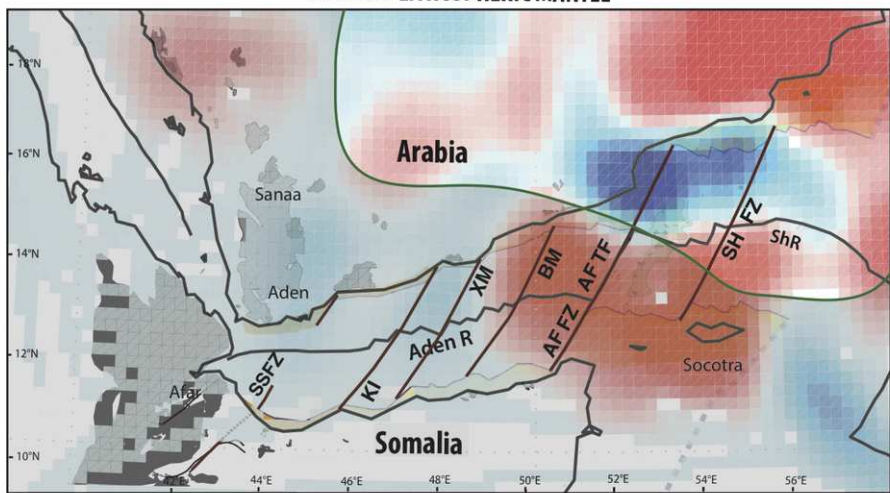 18°N
16°N
Arabia
Sanaa
14°N
Aden
XM
BM
AF TF
SH FZ
ShR
12°N
Afar
SSFZ
KI
Aden R
AF FZ
Socotra
10°N
Somalia
44°E
46°E
48°E
50°E
52°E
54°E
56°E